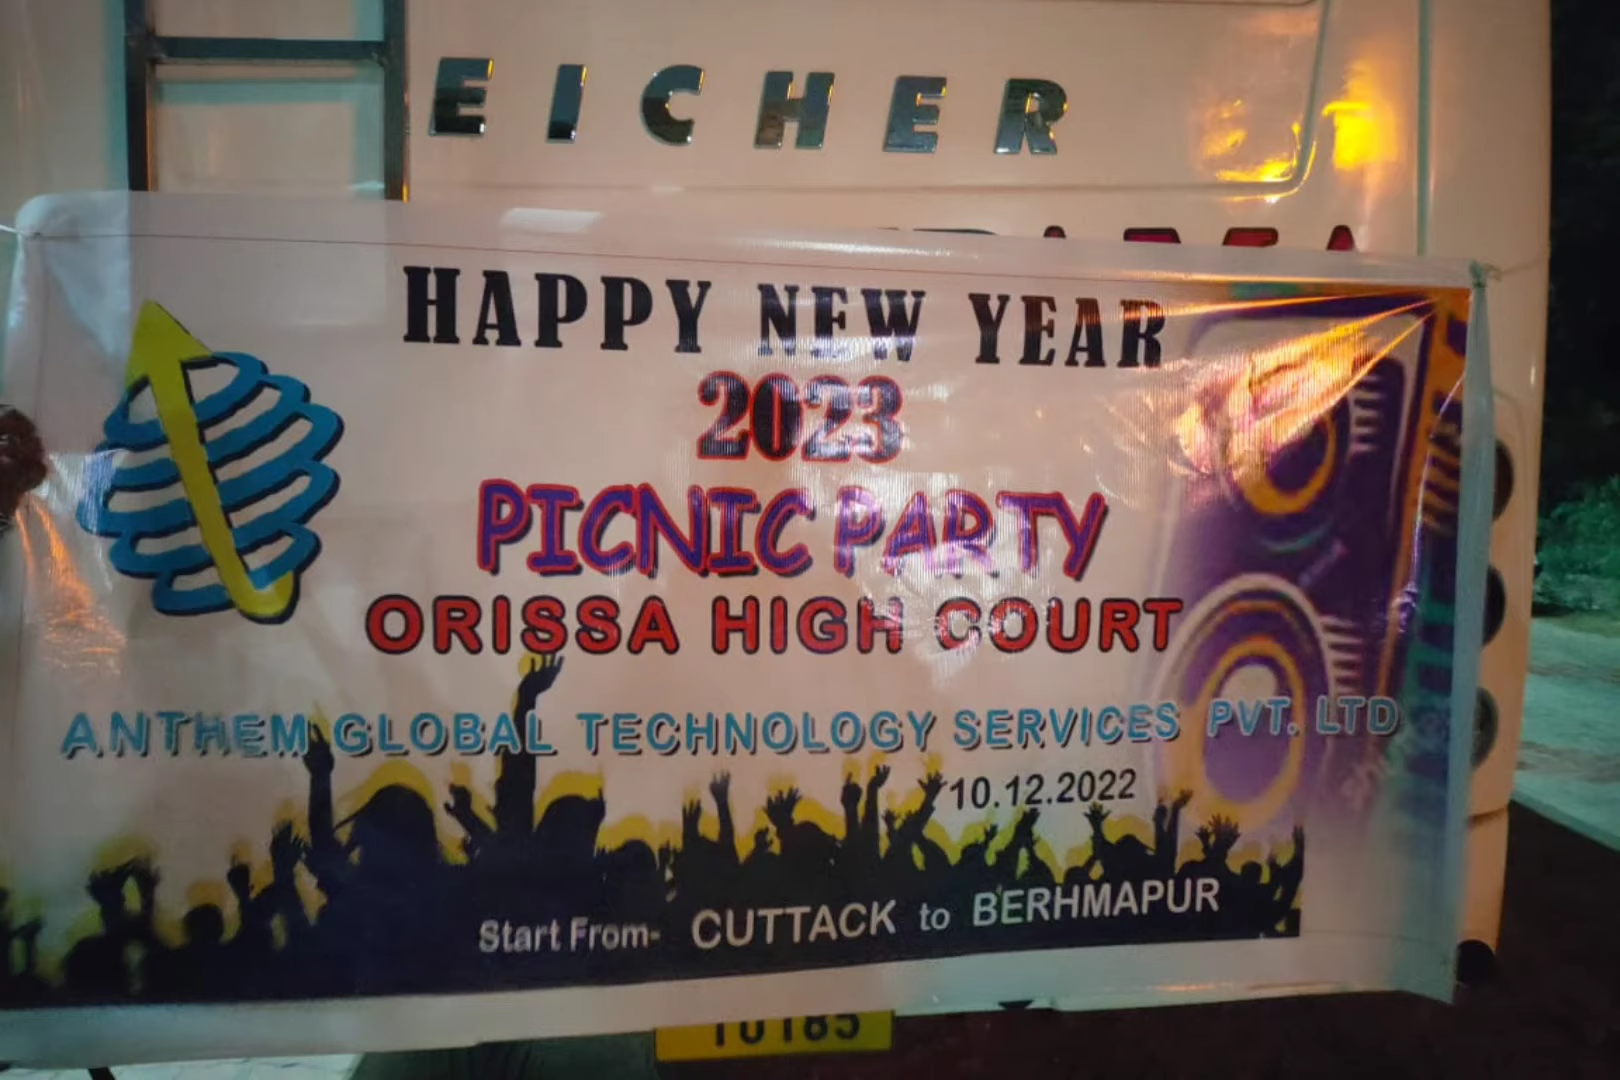 EICHER
HAPPY NEW YEAR
2023
PICNIC PARTY
ORISSA HIGH COURT
ANTHEM GLOBAL TECHNOLOGY SERVICES PVT. LTD
10.12.2022
Start From- CUTTACK to BERHMAPUR